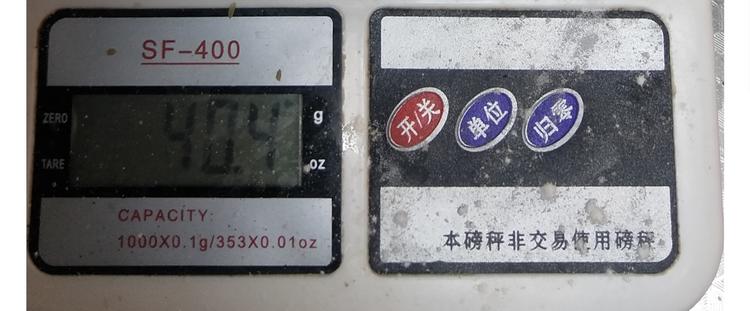 SF-400
ZERO
40.4
g
TARE
oz
CAPACITY:
1000X0.1g/353X0.01oz
开/关
单位
归零
本磅秤非交易使用磅秤